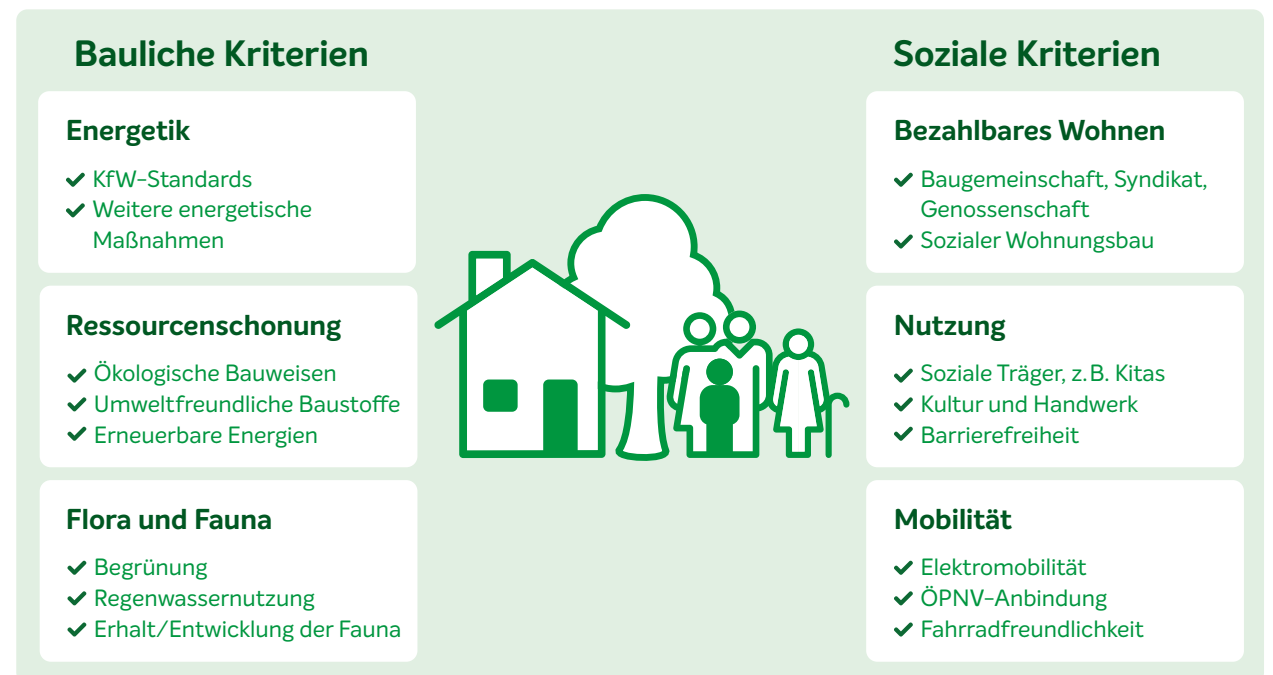 Bauliche Kriterien
Energetik
KfW-Standards
Weitere energetische
Maßnahmen
Ressourcenschonung
Ökologische Bauweisen
Umweltfreundliche Baustoffe
Erneuerbare Energien
Flora und Fauna
Begrünung
Regenwassernutzung
Erhalt/Entwicklung der Fauna
Soziale Kriterien
Bezahlbares Wohnen
Baugemeinschaft, Syndikat,
Genossenschaft
Sozialer Wohnungsbau
Nutzung
Soziale Träger, z. B. Kitas
Kultur und Handwerk
Barrierefreiheit
Mobilität
Elektromobilität
ÖPNV-Anbindung
Fahrradfreundlichkeit